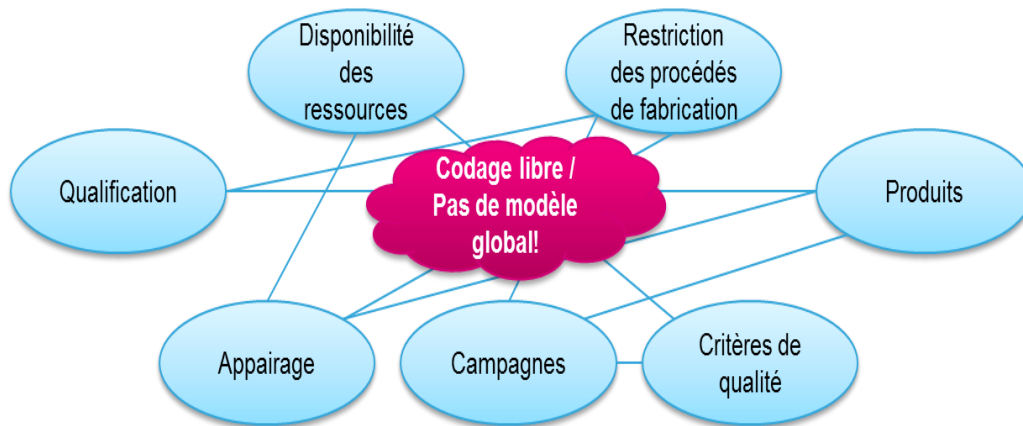 Disponibilité
des
ressources
Restriction
des procédés
de fabrication
Qualification
Codage libre /
Pas de modèle
global!
Produits
Appairage
Campagnes
Critères de
qualité